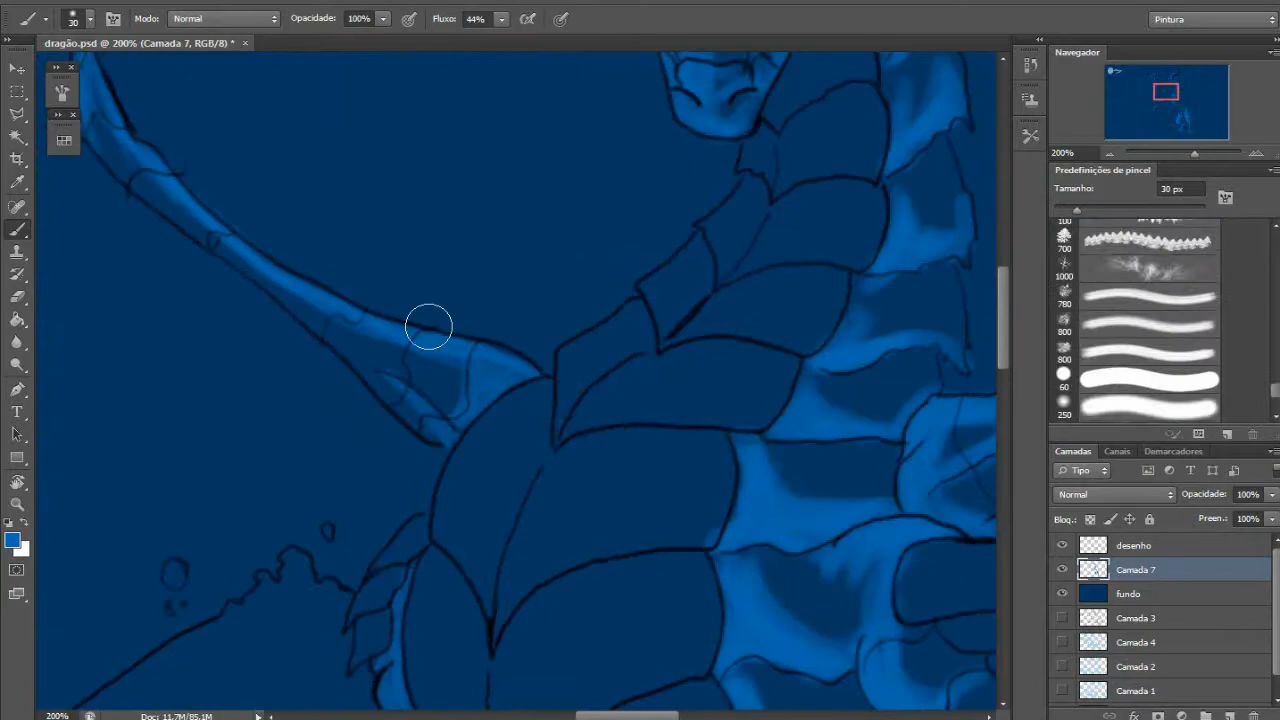 30
Modo: Normal
Opacidade: 100%
Fluxo: 44%
Pintura
dragão.psd @ 200% (Camada 7, RGB/8) * ×
Navegador
200%
Predefinições de pincel
Tamanho: 30 px
100
700
1000
780
800
800
60
250
Camadas Canais Demarcadores
Tipo
Normal Opacidade: 100%
Bloq.: Preen.: 100%
desenho
Camada 7
fundo
Camada 3
Camada 4
Camada 2
Camada 1
200% Doc: 11,7M/85,1M